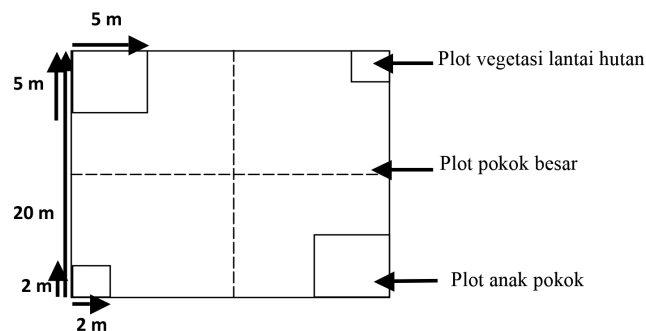 5 m
Plot vegetasi lantai hutan
5 m
Plot pokok besar
20 m
Plot anak pokok
2 m
2 m